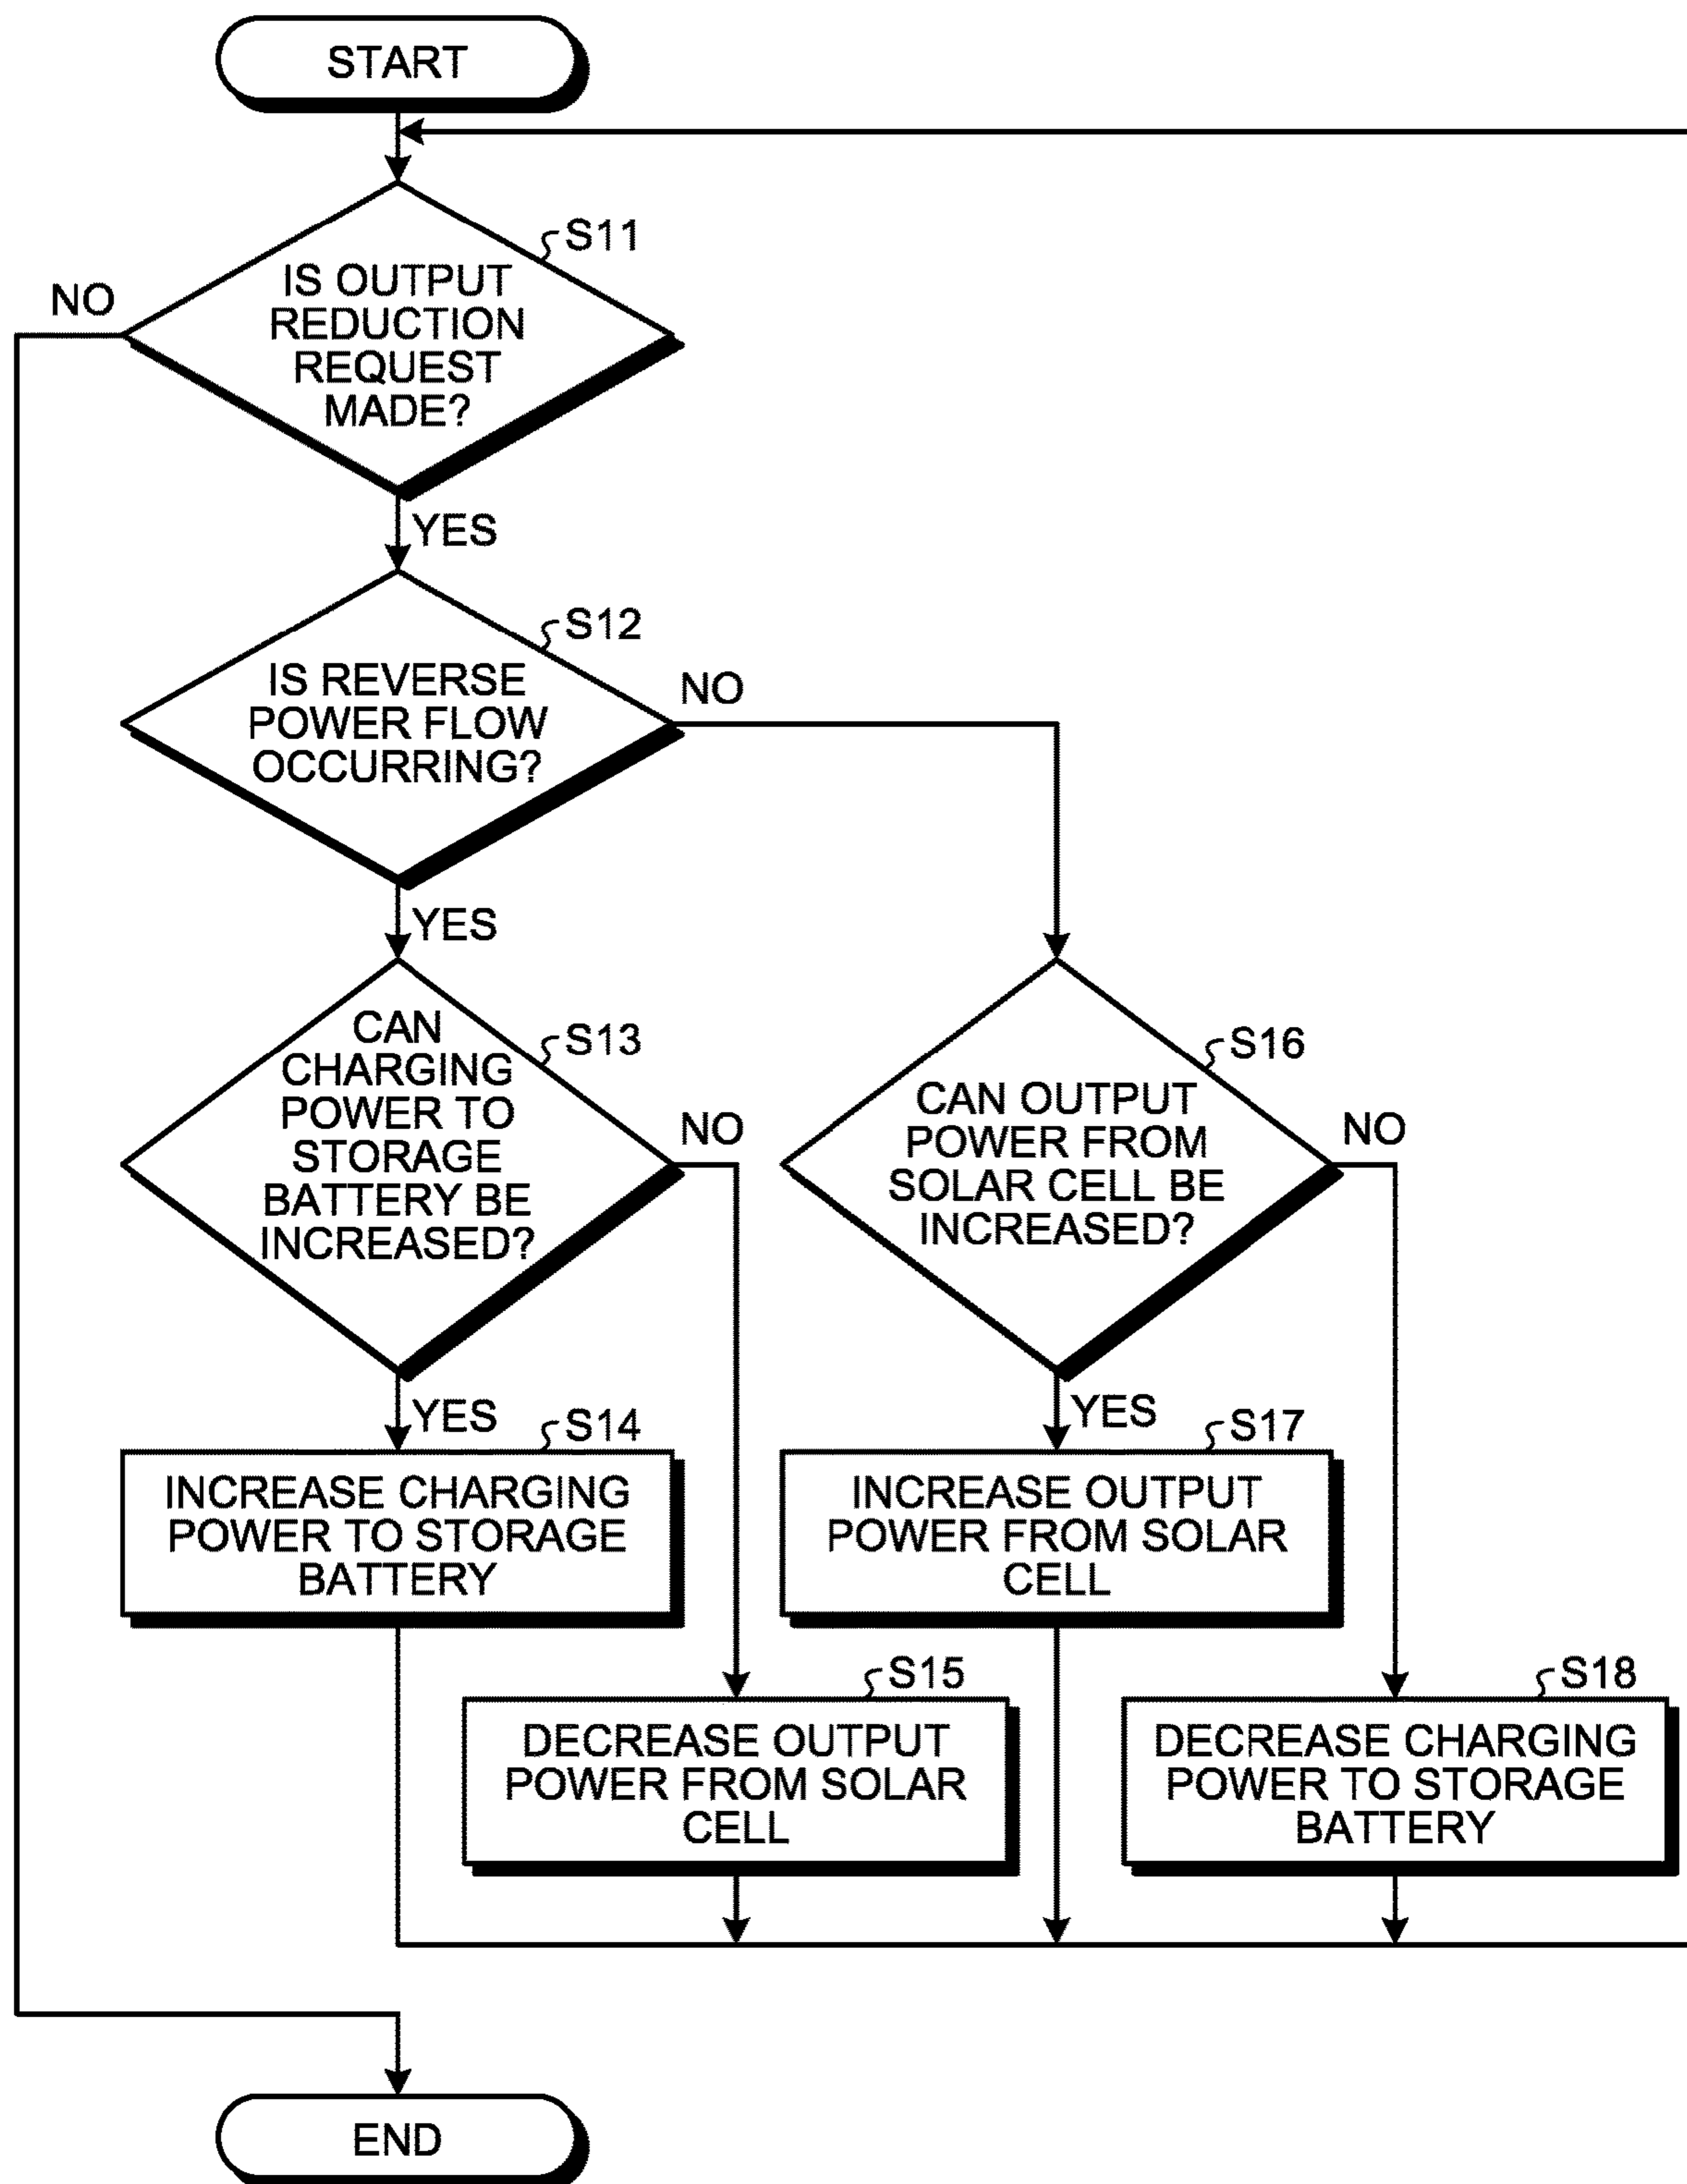 START
S11
IS OUTPUT
REDUCTION
REQUEST
MADE?
NO
YES
S12
IS REVERSE
POWER FLOW
OCCURRING?
NO
YES
S13
CAN
CHARGING
POWER TO
STORAGE
BATTERY BE
INCREASED?
NO
YES
S16
CAN OUTPUT
POWER FROM
SOLAR CELL BE
INCREASED?
NO
YES
S14
INCREASE CHARGING
POWER TO STORAGE
BATTERY
S17
INCREASE OUTPUT
POWER FROM SOLAR
CELL
S15
DECREASE OUTPUT
POWER FROM SOLAR
CELL
S18
DECREASE CHARGING
POWER TO STORAGE
BATTERY
END